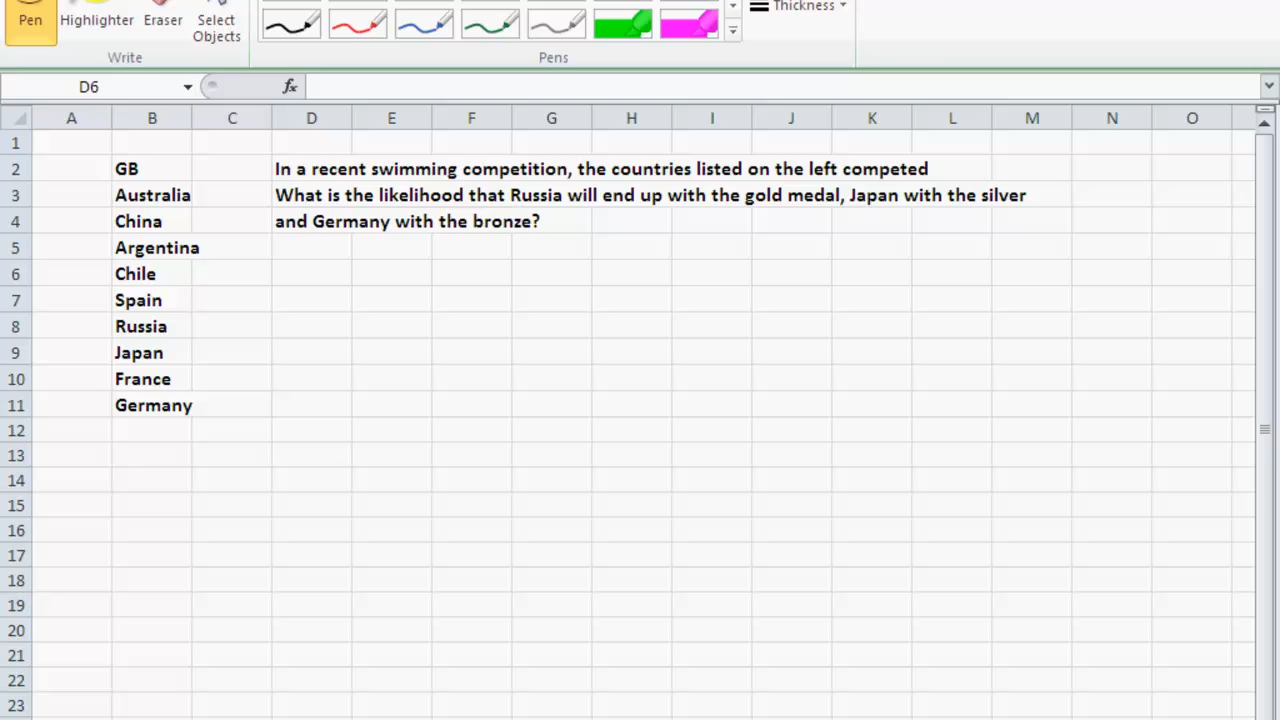 Pen Highlighter Eraser Select Objects Thickness
Write Pens
D6 fx
A B C D E F G H I J K L M N O
1
2 GB In a recent swimming competition, the countries listed on the left competed
3 Australia What is the likelihood that Russia will end up with the gold medal, Japan with the silver
4 China and Germany with the bronze?
5 Argentina
6 Chile
7 Spain
8 Russia
9 Japan
10 France
11 Germany
12
13
14
15
16
17
18
19
20
21
22
23